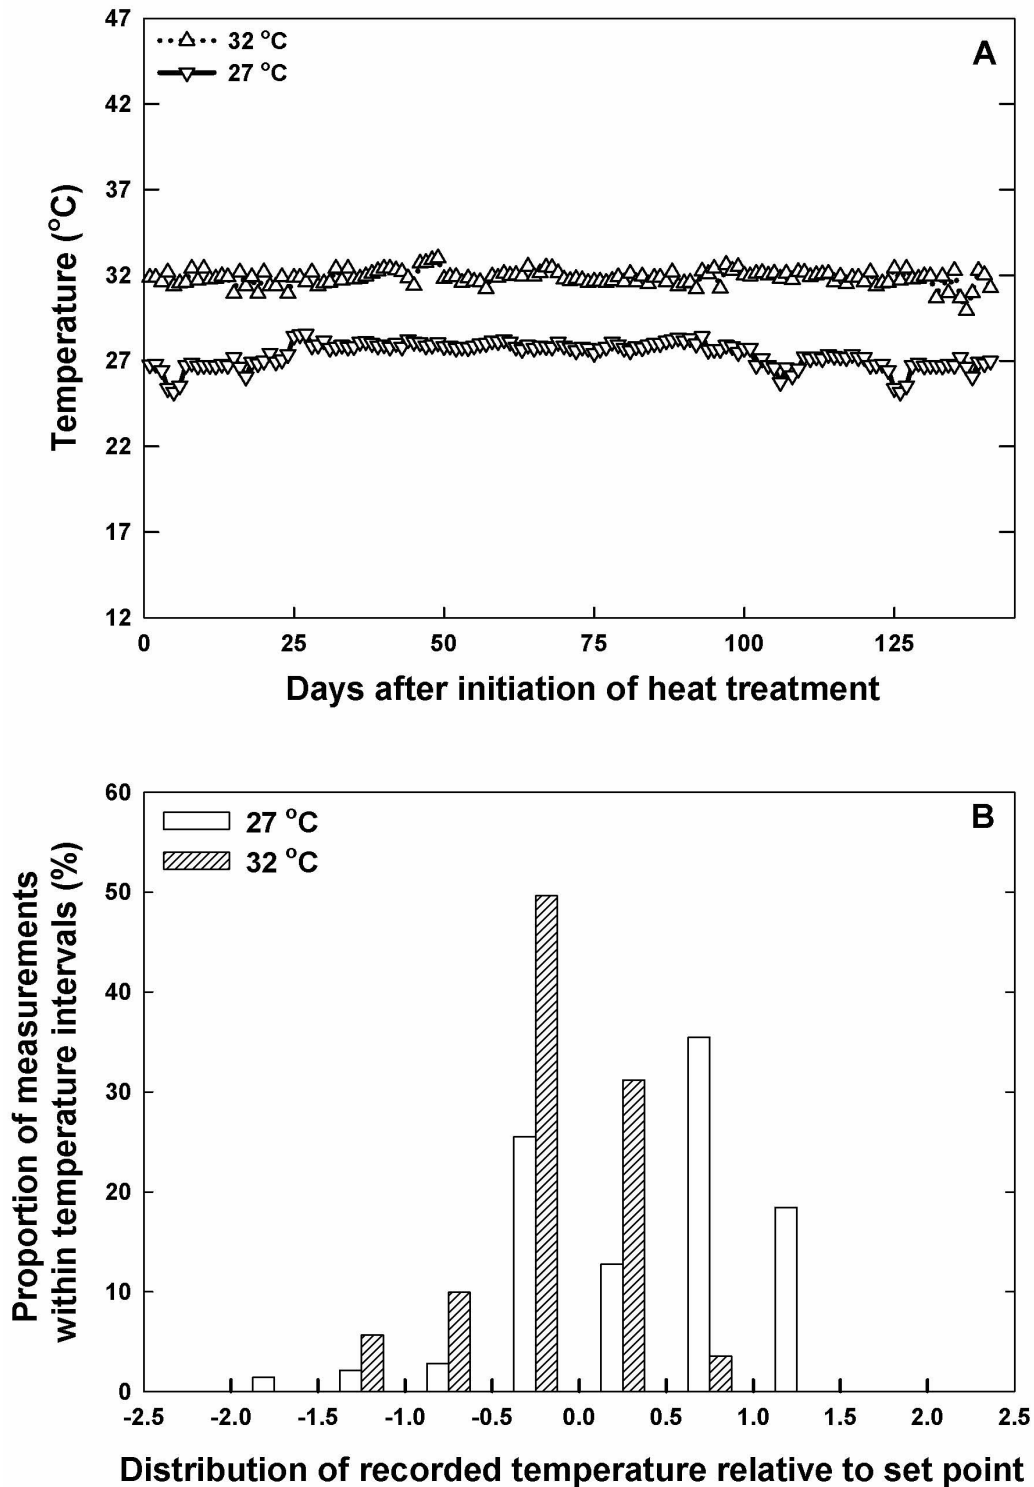 47
42
37
32
27
22
17
12
Temperature (°C)
32 °C
27 °C
A
0 25 50 75 100 125
Days after initiation of heat treatment
60
50
40
30
20
10
0
Proportion of measurements
within temperature intervals (%)
27 °C
32 °C
B
-2.5 -2.0 -1.5 -1.0 -0.5 0.0 0.5 1.0 1.5 2.0 2.5
Distribution of recorded temperature relative to set point